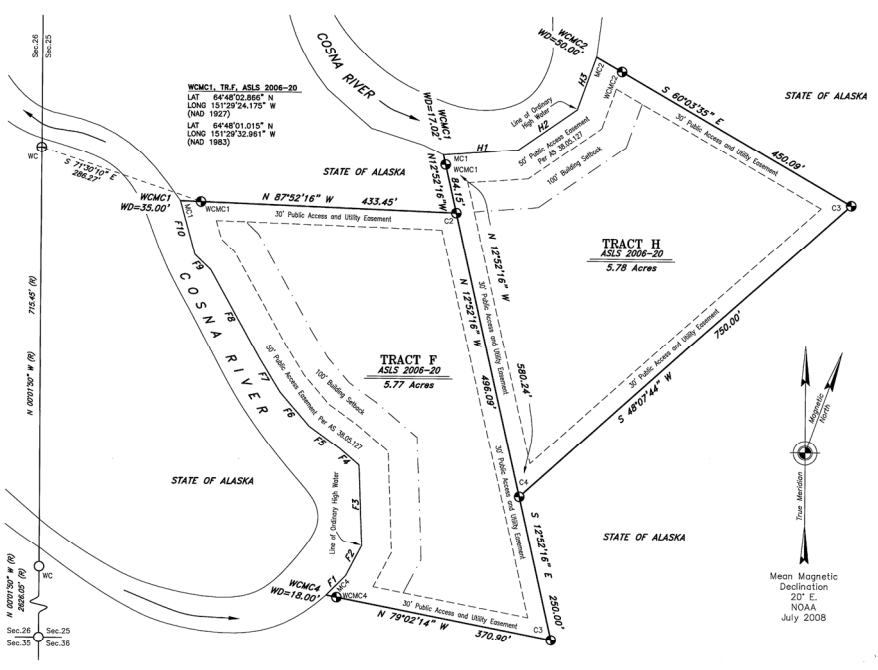 Sec.26
Sec.25
WC
S 71°30'10" E
286.27'
715.45' (R)
N 00°01'50" W (R)
WC
N 00°01'50" W (R)
2626.05' (R)
Sec.26 Sec.25
Sec.35 Sec.36
WCMC1, TR.F, ASLS 2006-20
LAT 64°48'02.866" N
LONG 151°29'24.175" W
(NAD 1927)
LAT 64°48'01.015" N
LONG 151°29'32.961" W
(NAD 1983)
COSNA RIVER
STATE OF ALASKA
WCMC1
WD=35.00'
MC1
WCMC1
N 87°52'16" W 433.45'
30' Public Access and Utility Easement
C2
WCMC1
WD=17.02'
MC1
WCMC1
N 12°52'16" W
84.15'
H1
H2
H3
Line of Ordinary
High Water
50' Public Access Easement
Per AS 38.05.127
100' Building Setback
WCMC2
WD=50.00'
MC2
WCMC2
S 60°03'35" E
450.09'
30' Public Access and Utility Easement
STATE OF ALASKA
C3
TRACT H
ASLS 2006-20
5.78 Acres
N 12°52'16" W
580.24'
30' Public Access and Utility Easement
30' Public Access and Utility Easement
S 48°07'44" W
750.00'
C4
N 12°52'16" W
496.09'
30' Public Access and Utility Easement
TRACT F
ASLS 2006-20
5.77 Acres
F10
F9
F8
F7
F6
F5
F4
F3
F2
F1
COSNA RIVER
50' Public Access Easement Per AS 38.05.127
100' Building Setback
Line of Ordinary High Water
STATE OF ALASKA
WCMC4
WD=18.00'
MC4
WCMC4
30' Public Access and Utility Easement
N 79°02'14" W 370.90'
C3
S 12°52'16" E
250.00'
STATE OF ALASKA
Magnetic
North
True Meridian
Mean Magnetic
Declination
20° E.
NOAA
July 2008